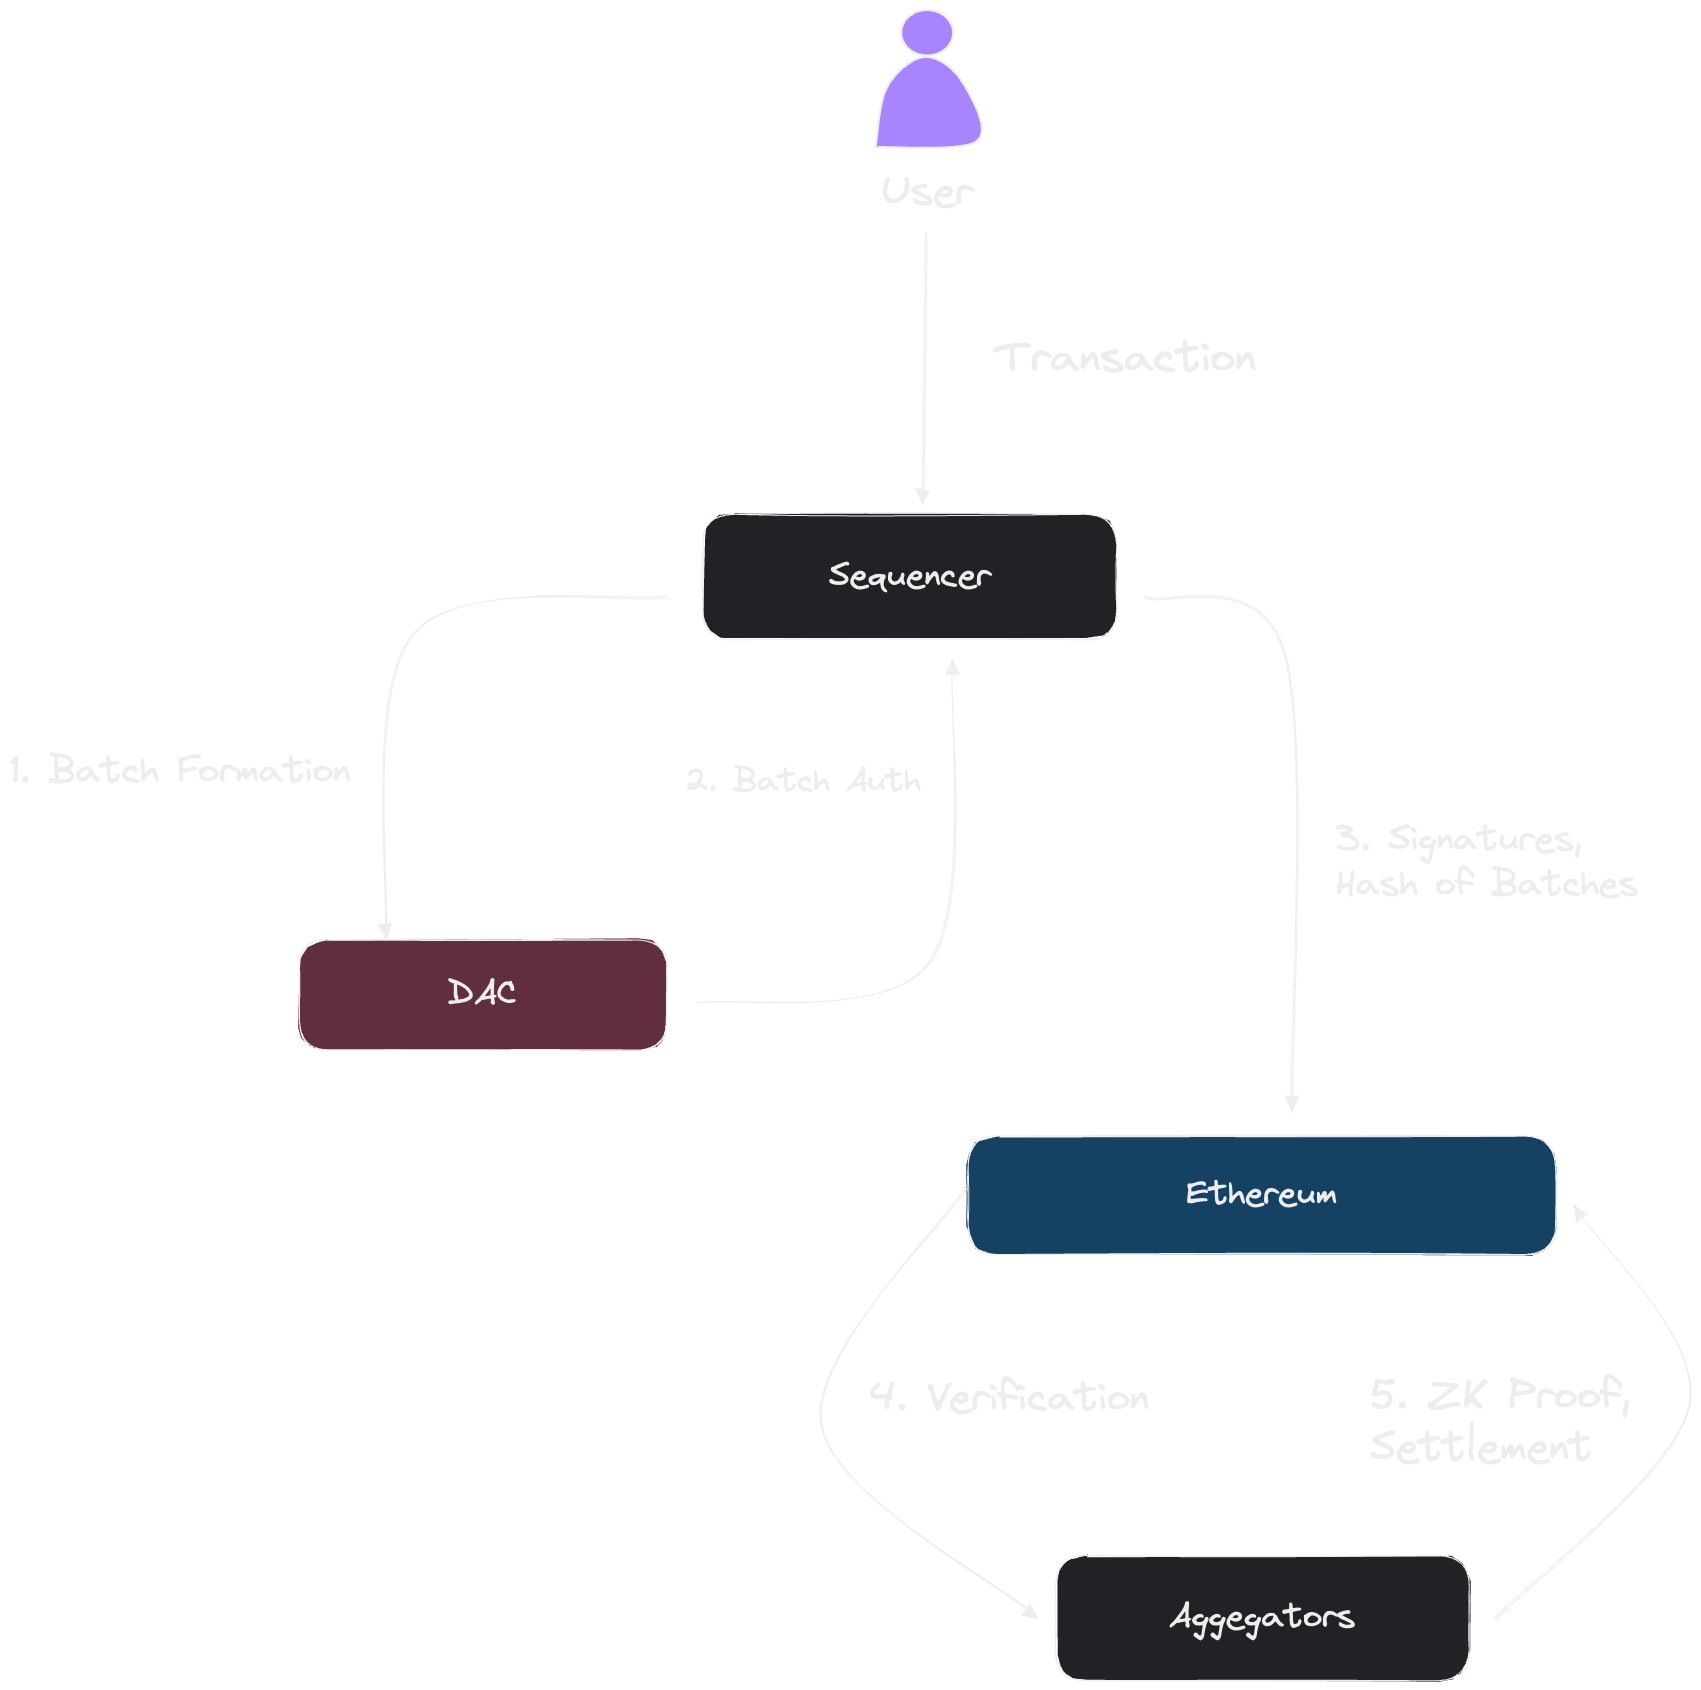 User
Transaction
Sequencer
1. Batch Formation
2. Batch Auth
3. Signatures,
Hash of Batches
DAC
Ethereum
4. Verification
5. ZK Proof,
Settlement
Aggegators